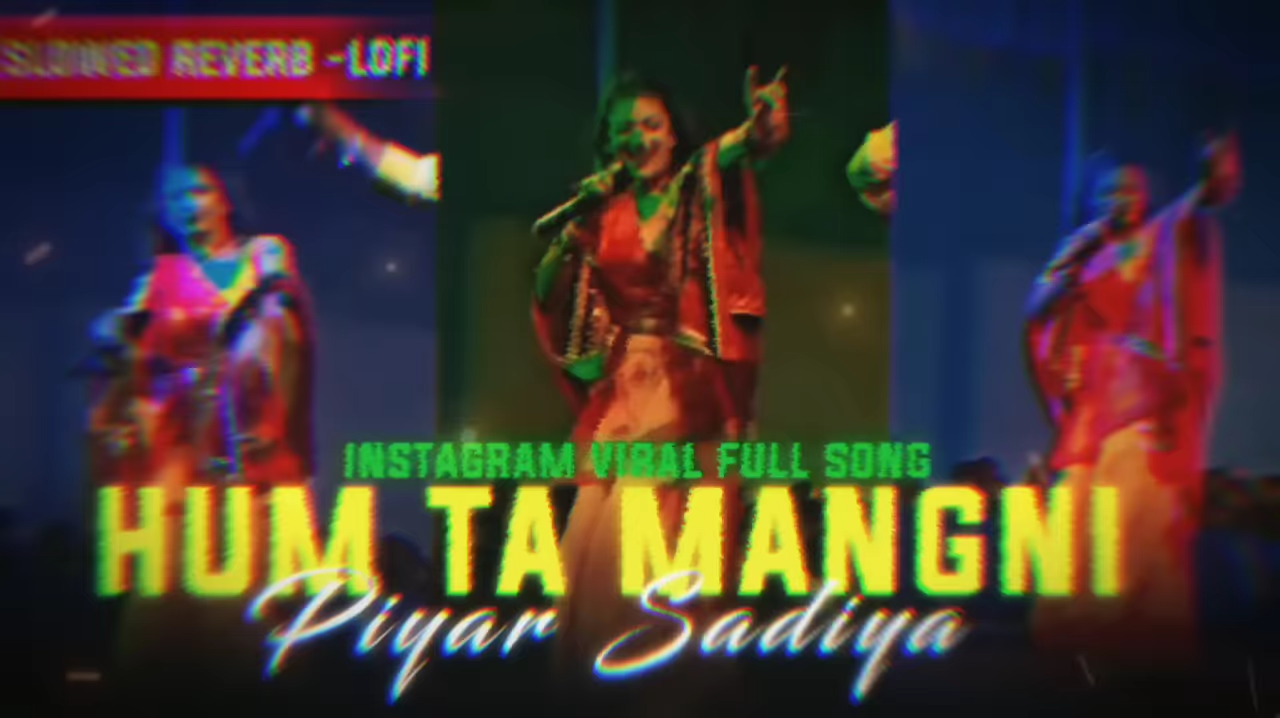 SLOWED REVERB -LOFI
INSTAGRAM VIRAL FULL SONG
HUM TA MANGNI
Piyar Sadiya